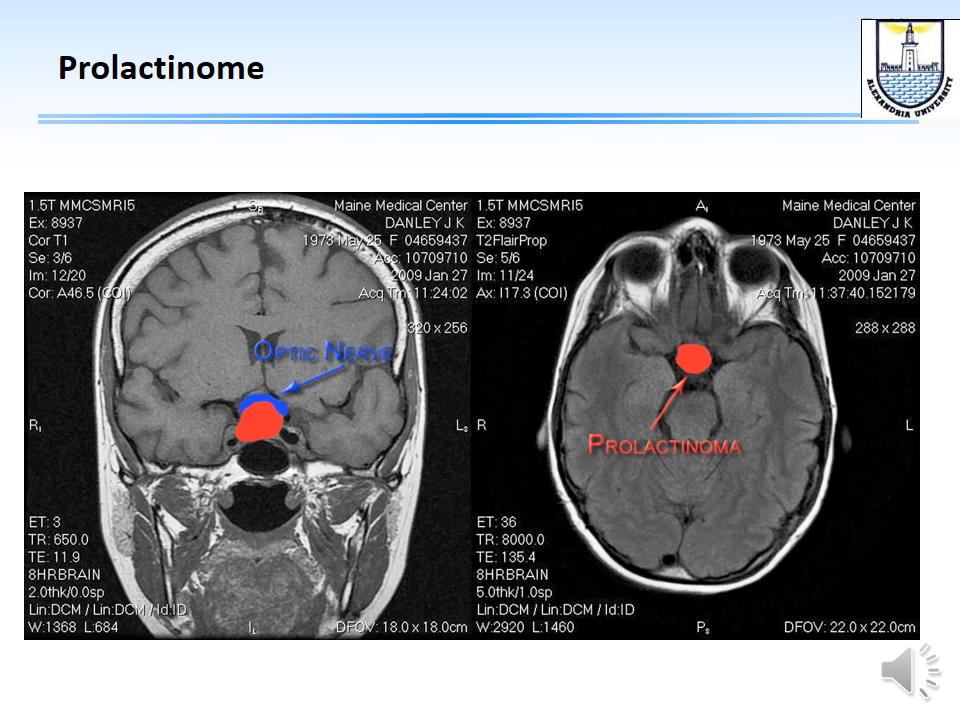 Prolactinome
ALEXANDRIA UNIVERSITY
1.5T MMCSMRI5
Ex: 8937
Cor T1
Se: 3/6
Im: 12/20
Cor: A46.5 (COI)
Maine Medical Center
DANLEY J K
1973 May 25 F 04659437
Acc: 10709710
2009 Jan 27
Acq Tm: 11:24:02
320 x 256
OPTIC NERVE
ET: 3
TR: 650.0
TE: 11.9
8HRBRAIN
2.0thk/0.0sp
Lin:DCM / Lin:DCM / Id:ID
W:1368 L:684
DFOV: 18.0 x 18.0cm
1.5T MMCSMRI5
Ex: 8937
T2FlairProp
Se: 5/6
Im: 11/24
Ax: I17.3 (COI)
Maine Medical Center
DANLEY J K
1973 May 25 F 04659437
Acc: 10709710
2009 Jan 27
Acq Tm: 11:37:40.152179
288 x 288
R
L
PROLACTINOMA
ET: 36
TR: 8000.0
TE: 135.4
8HRBRAIN
5.0thk/1.0sp
Lin:DCM / Lin:DCM / Id:ID
W:2920 L:1460
DFOV: 22.0 x 22.0cm